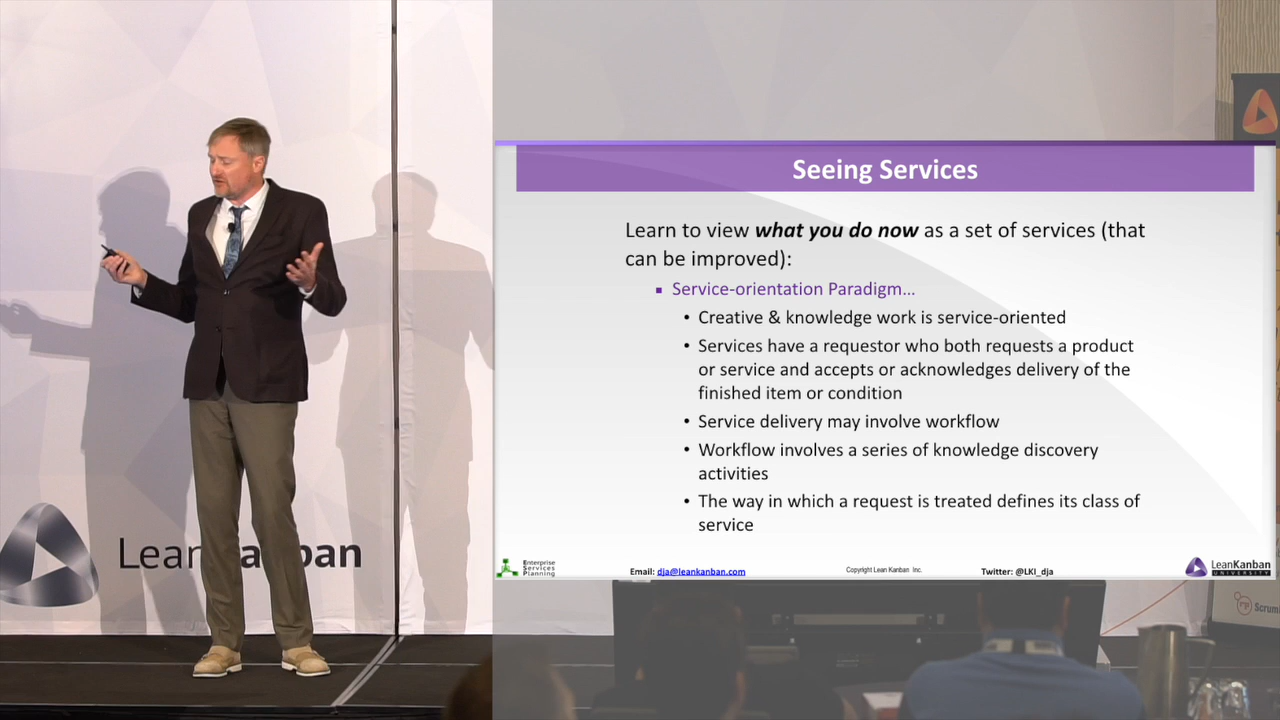 Seeing Services
Learn to view what you do now as a set of services (that
can be improved):
▪ Service-orientation Paradigm...
• Creative & knowledge work is service-oriented
• Services have a requestor who both requests a product
or service and accepts or acknowledges delivery of the
finished item or condition
• Service delivery may involve workflow
• Workflow involves a series of knowledge discovery
activities
• The way in which a request is treated defines its class of
service
Enterprise
Services
Planning
Email: dja@leankanban.com
Copyright Lean Kanban Inc.
Twitter: @LKI_dja
LeanKanban
UNIVERSITY
Lean
ban
Scrum